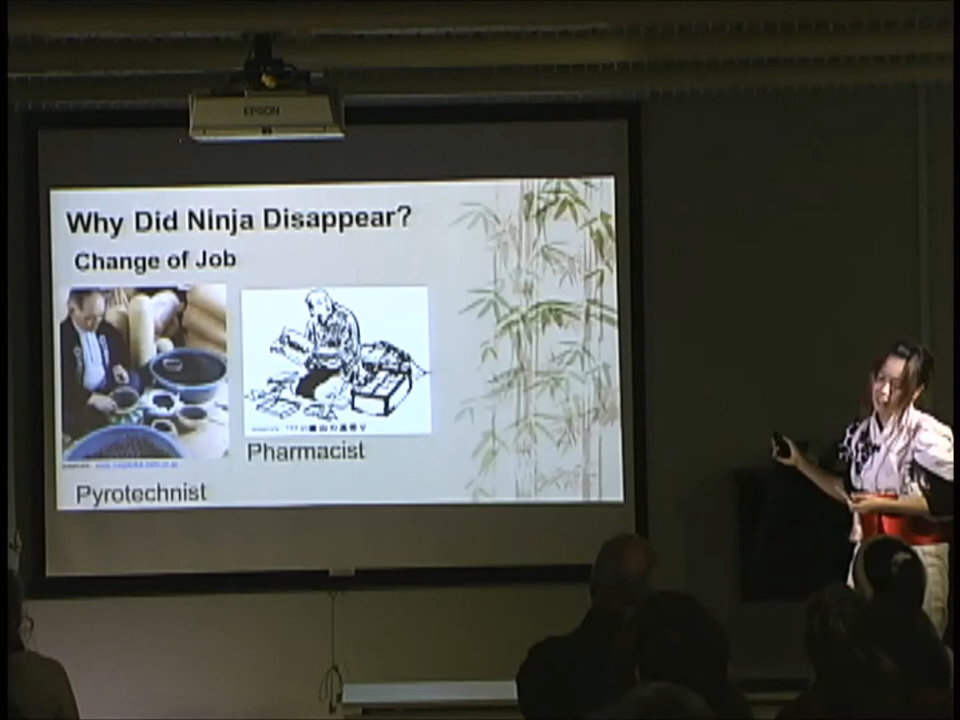 EPSON
Why Did Ninja Disappear?
Change of Job
Pharmacist
Pyrotechnist